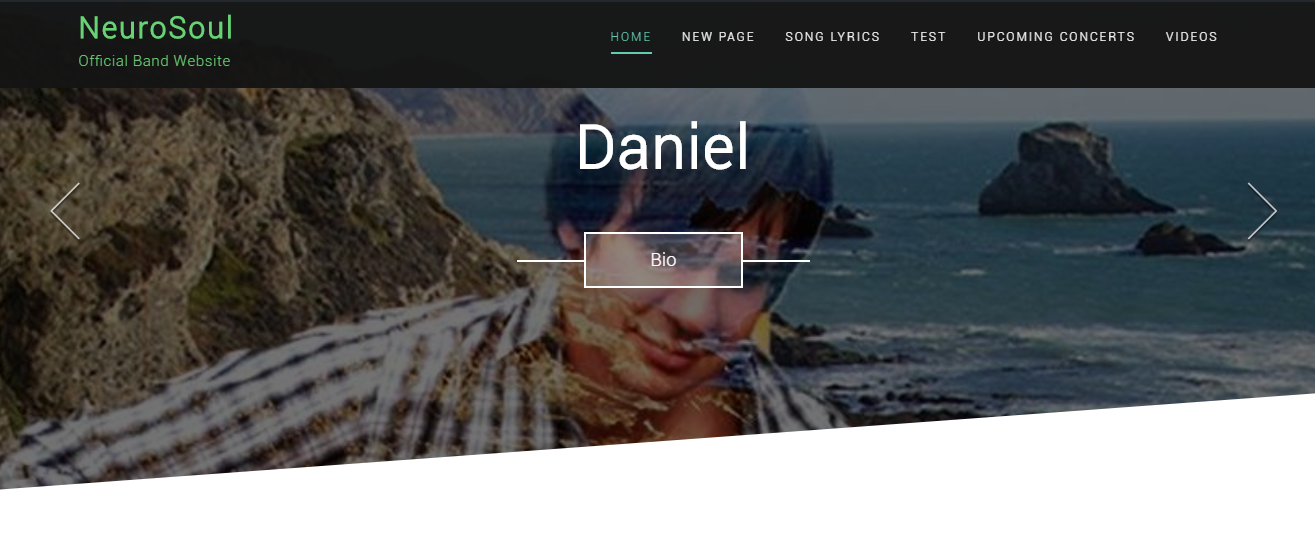 NeuroSoul
Official Band Website
HOME NEW PAGE SONG LYRICS TEST UPCOMING CONCERTS VIDEOS
Daniel
Bio